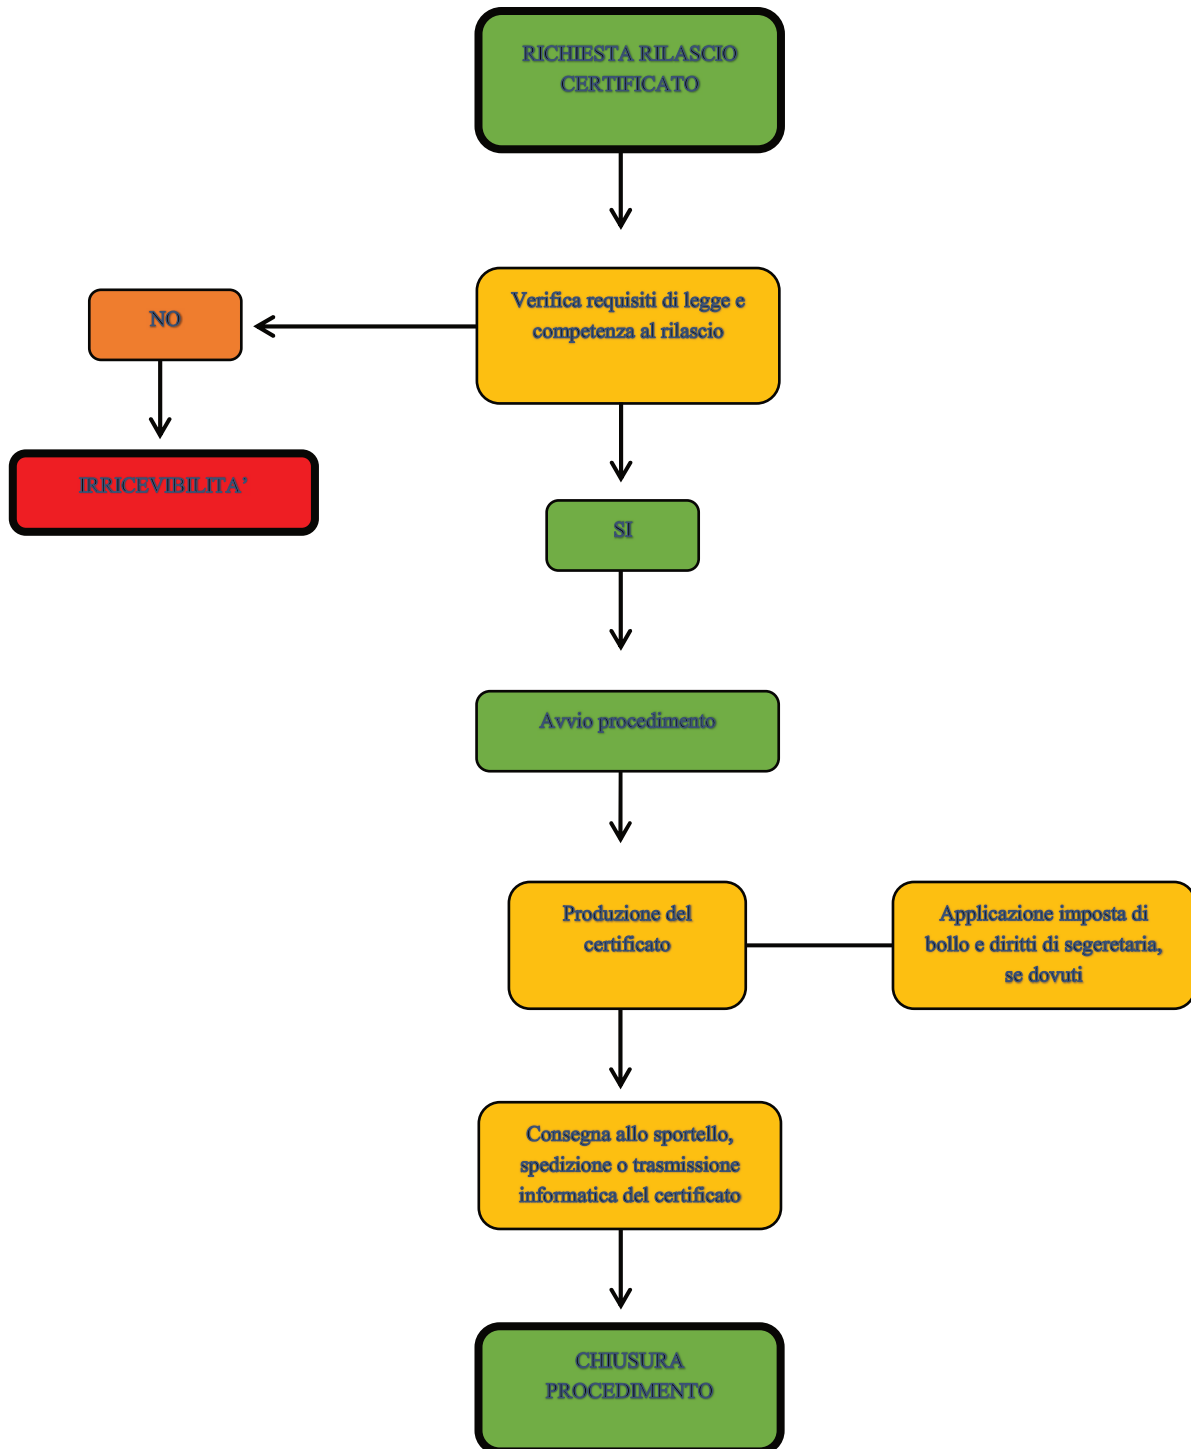 RICHIESTA RILASCIO
CERTIFICATO
Verifica requisiti di legge e
competenza al rilascio
NO
IRRICEVIBILITA’
SI
Avvio procedimento
Produzione del
certificato
Applicazione imposta di
bollo e diritti di segeretaria,
se dovuti
Consegna allo sportello,
spedizione o trasmissione
informatica del certificato
CHIUSURA
PROCEDIMENTO